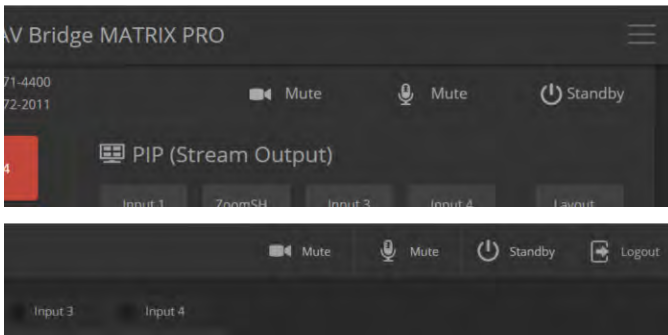 AV Bridge MATRIX PRO
71-4400
72-2011
Mute Mute Standby
4
PIP (Stream Output)
Input 1 ZoomSH Input 3 Input 4 Layout
Mute Mute Standby Logout
Input 3 Input 4